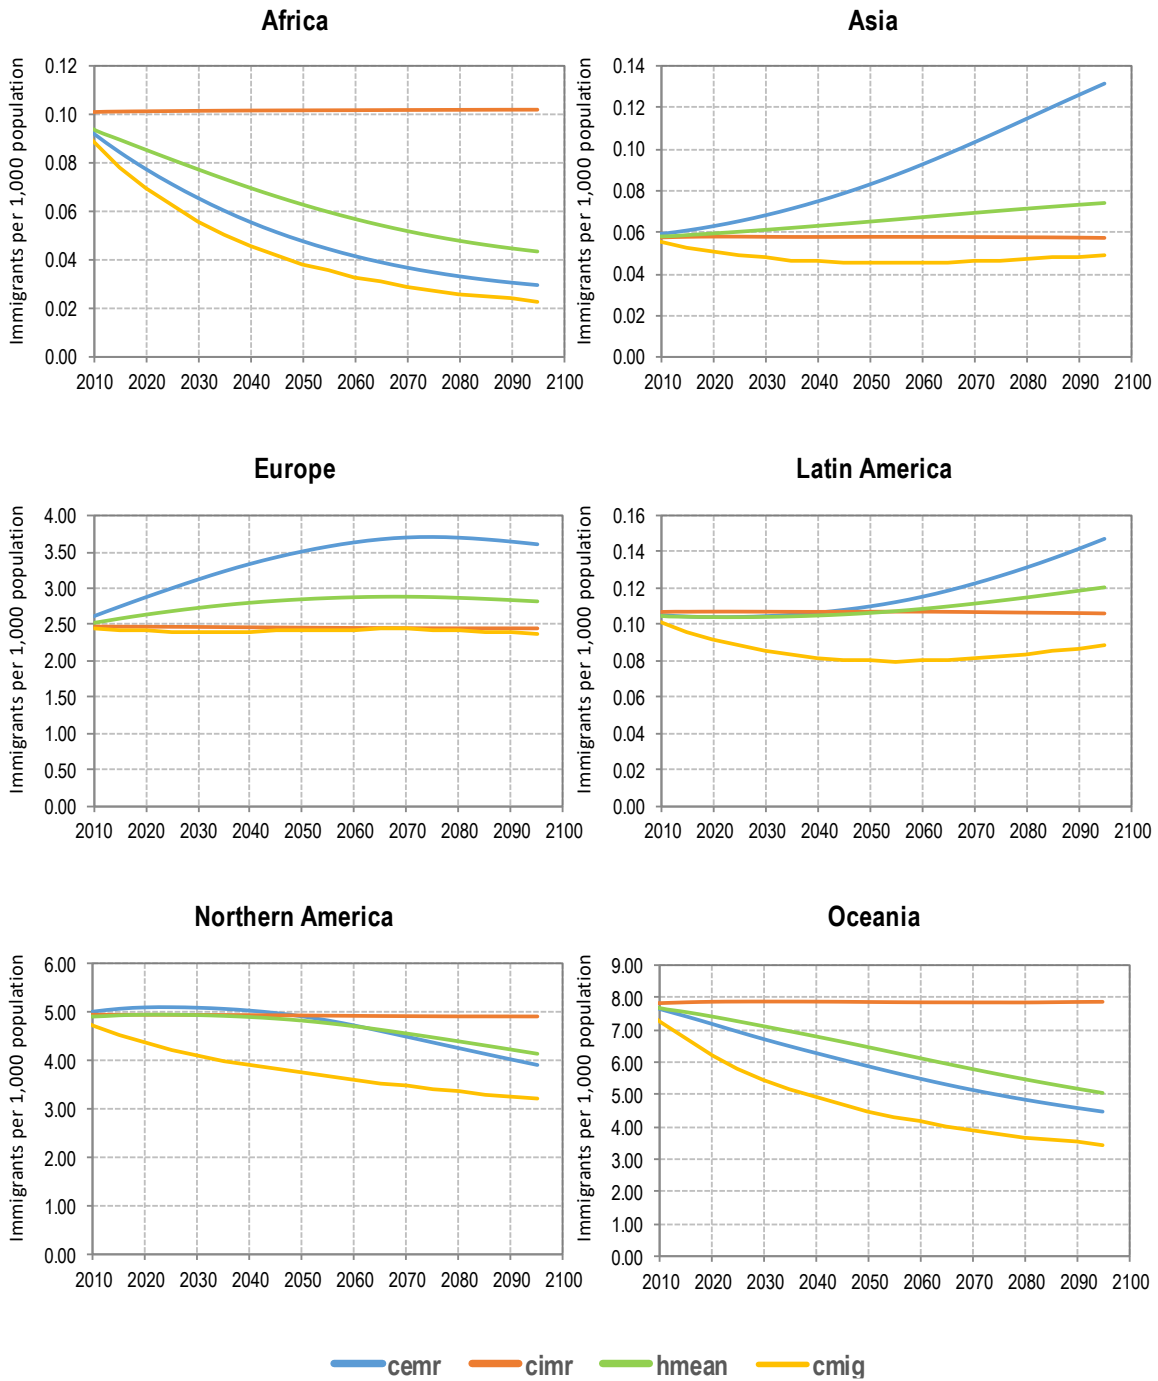 Africa
Immigrants per 1,000 population
0.12
0.10
0.08
0.06
0.04
0.02
0.00
2010 2020 2030 2040 2050 2060 2070 2080 2090 2100
Asia
Immigrants per 1,000 population
0.14
0.12
0.10
0.08
0.06
0.04
0.02
0.00
2010 2020 2030 2040 2050 2060 2070 2080 2090 2100
Europe
Immigrants per 1,000 population
4.00
3.50
3.00
2.50
2.00
1.50
1.00
0.50
0.00
2010 2020 2030 2040 2050 2060 2070 2080 2090 2100
Latin America
Immigrants per 1,000 population
0.16
0.14
0.12
0.10
0.08
0.06
0.04
0.02
0.00
2010 2020 2030 2040 2050 2060 2070 2080 2090 2100
Northern America
Immigrants per 1,000 population
6.00
5.00
4.00
3.00
2.00
1.00
0.00
2010 2020 2030 2040 2050 2060 2070 2080 2090 2100
Oceania
Immigrants per 1,000 population
9.00
8.00
7.00
6.00
5.00
4.00
3.00
2.00
1.00
0.00
2010 2020 2030 2040 2050 2060 2070 2080 2090 2100
cemr cimr hmean cmig